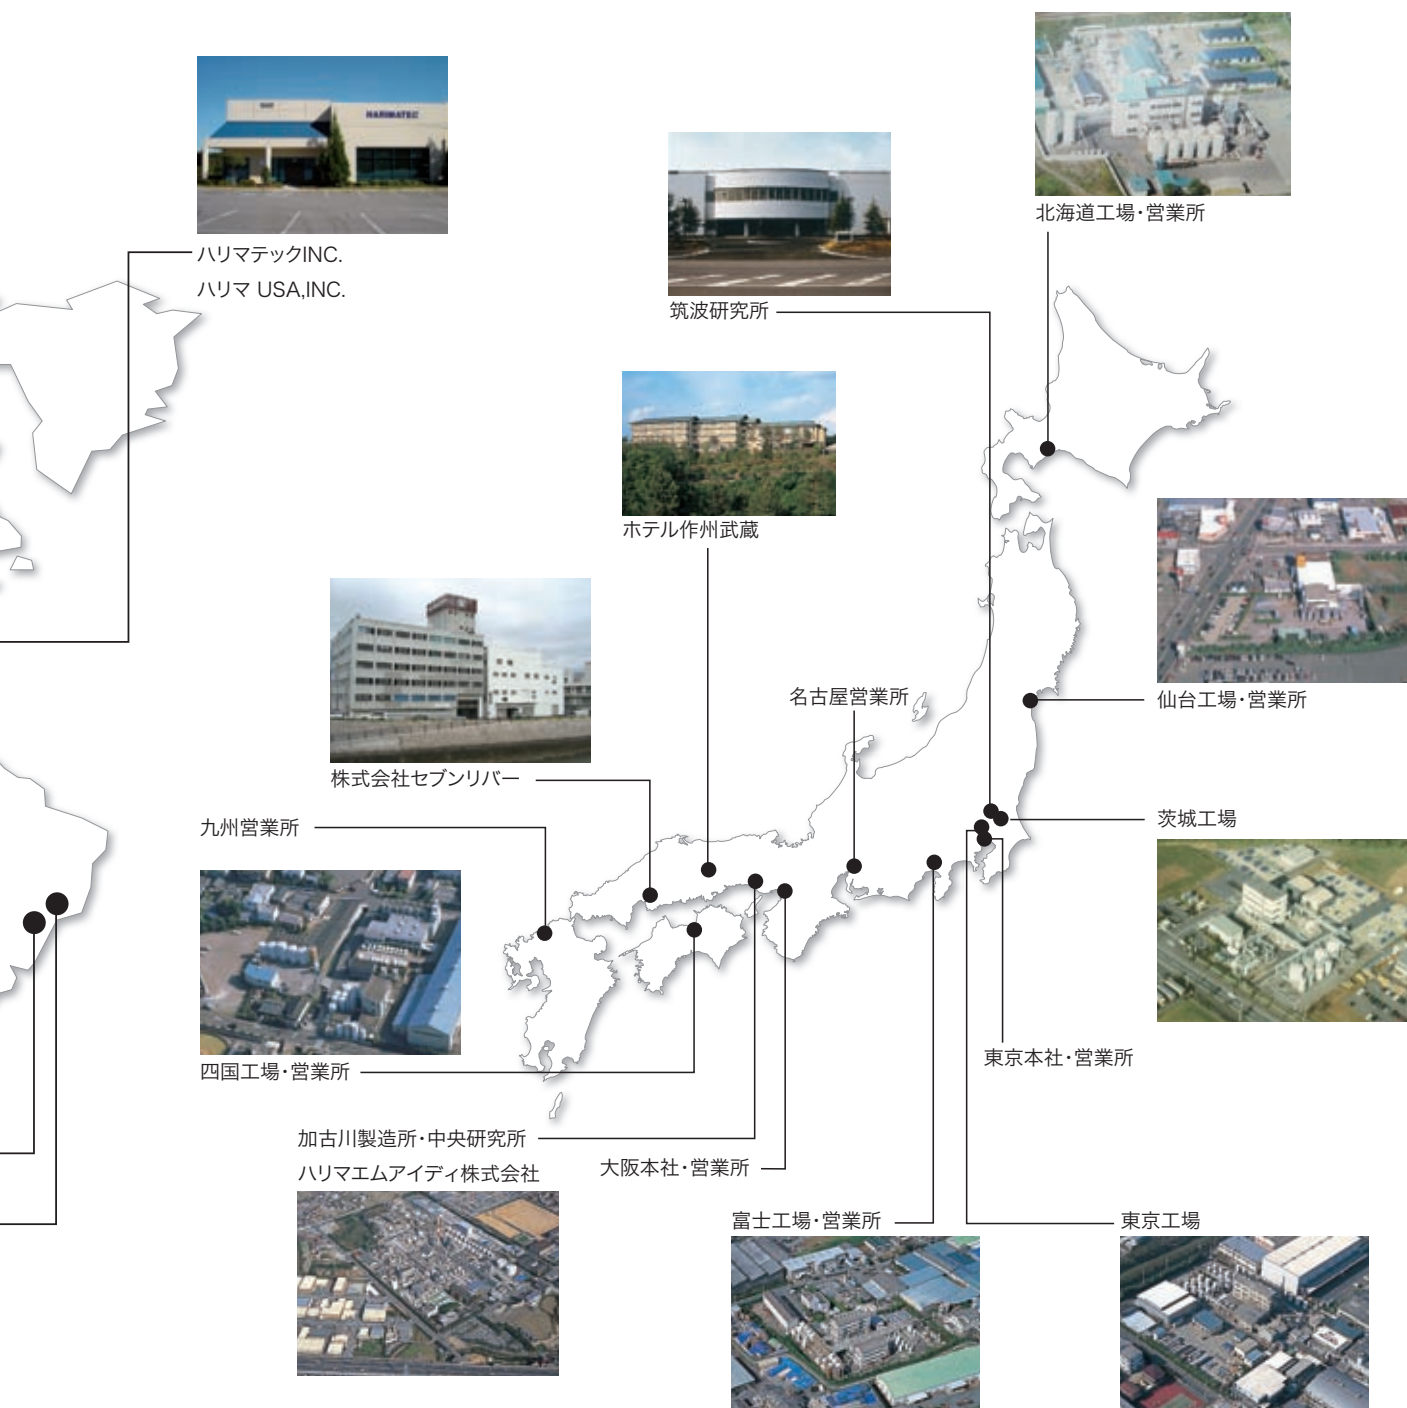 HARIMATEC
ハリマテックINC.
ハリマ USA,INC.
北海道工場・営業所
筑波研究所
ホテル作州武蔵
仙台工場・営業所
名古屋営業所
株式会社セブンリバー
九州営業所
茨城工場
東京本社・営業所
四国工場・営業所
加古川製造所・中央研究所
ハリマエムアイディ株式会社
大阪本社・営業所
富士工場・営業所
東京工場